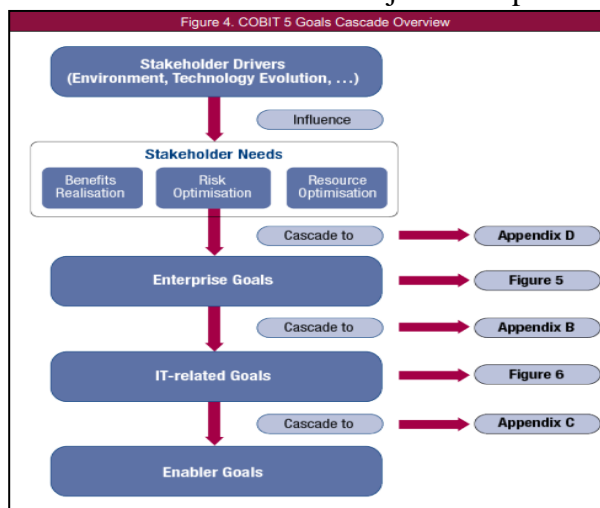 Figure 4. COBIT 5 Goals Cascade Overview
Stakeholder Drivers
(Environment, Technology Evolution, …)
Influence
Stakeholder Needs
Benefits
Realisation
Risk
Optimisation
Resource
Optimisation
Cascade to
Appendix D
Enterprise Goals
Figure 5
Cascade to
Appendix B
IT-related Goals
Figure 6
Cascade to
Appendix C
Enabler Goals